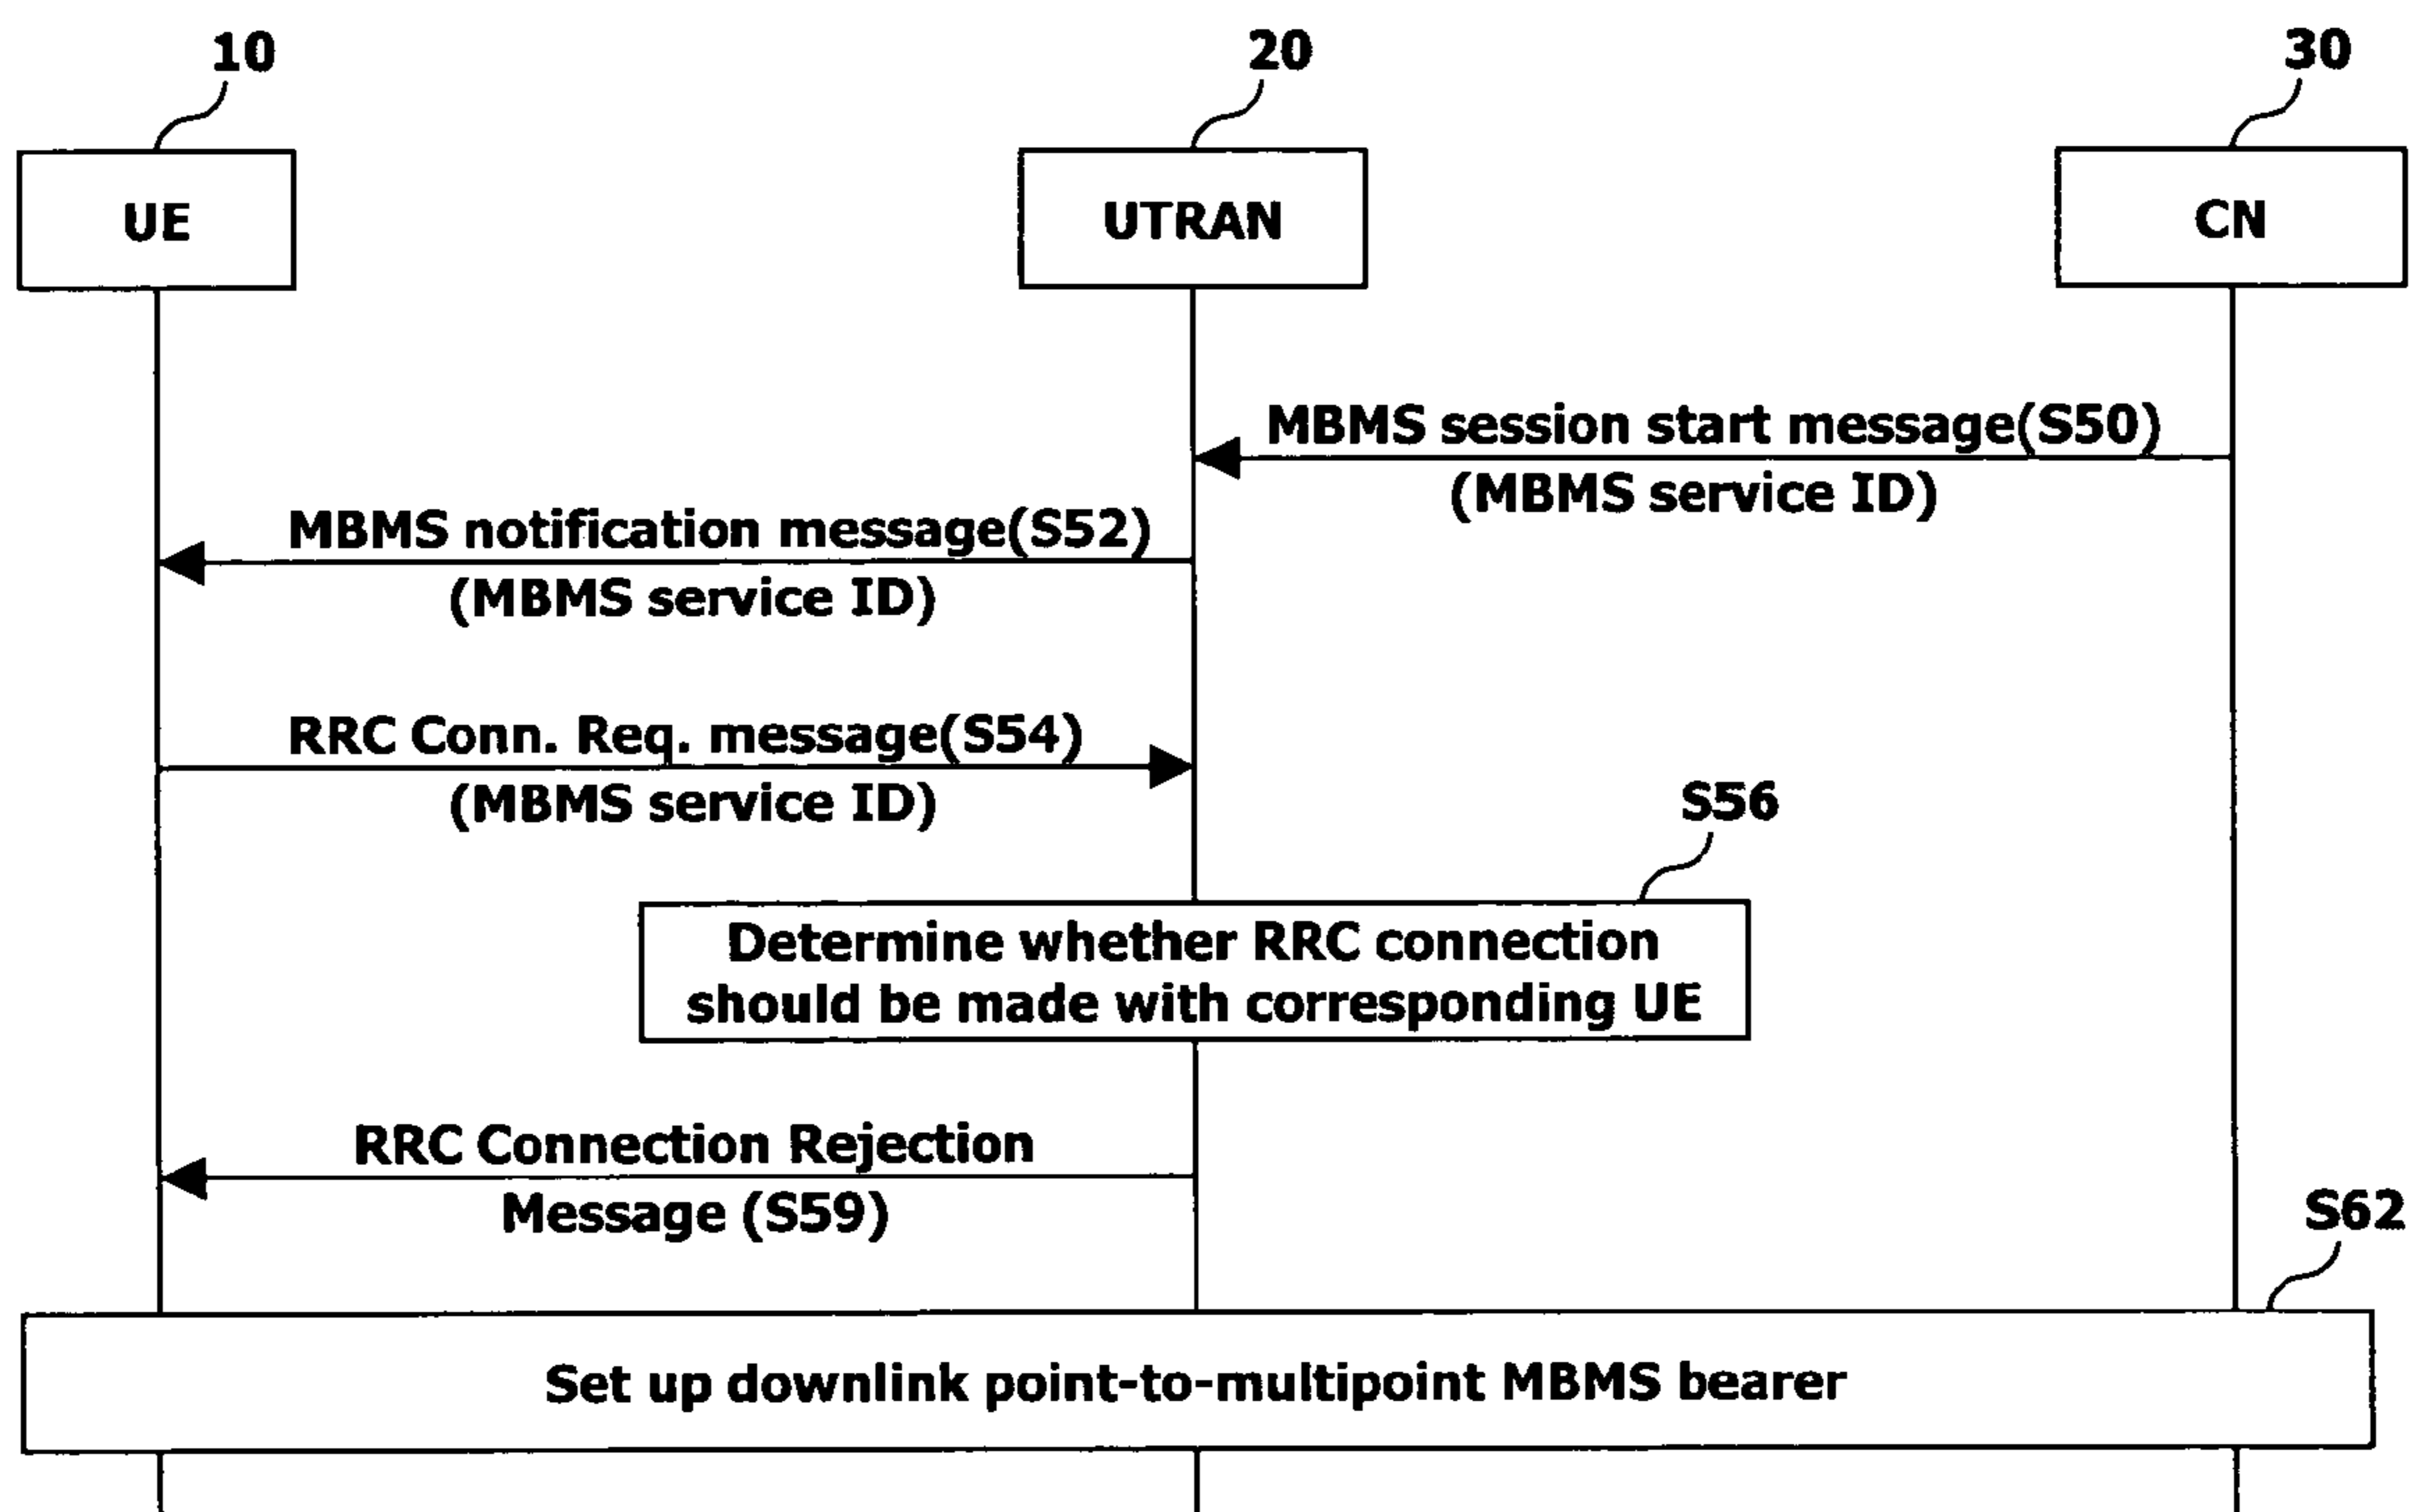 10
20
30
UE
UTRAN
CN
MBMS session start message(S50)
(MBMS service ID)
MBMS notification message(S52)
(MBMS service ID)
RRC Conn. Req. message(S54)
(MBMS service ID)
S56
Determine whether RRC connection
should be made with corresponding UE
RRC Connection Rejection
Message (S59)
S62
Set up downlink point-to-multipoint MBMS bearer